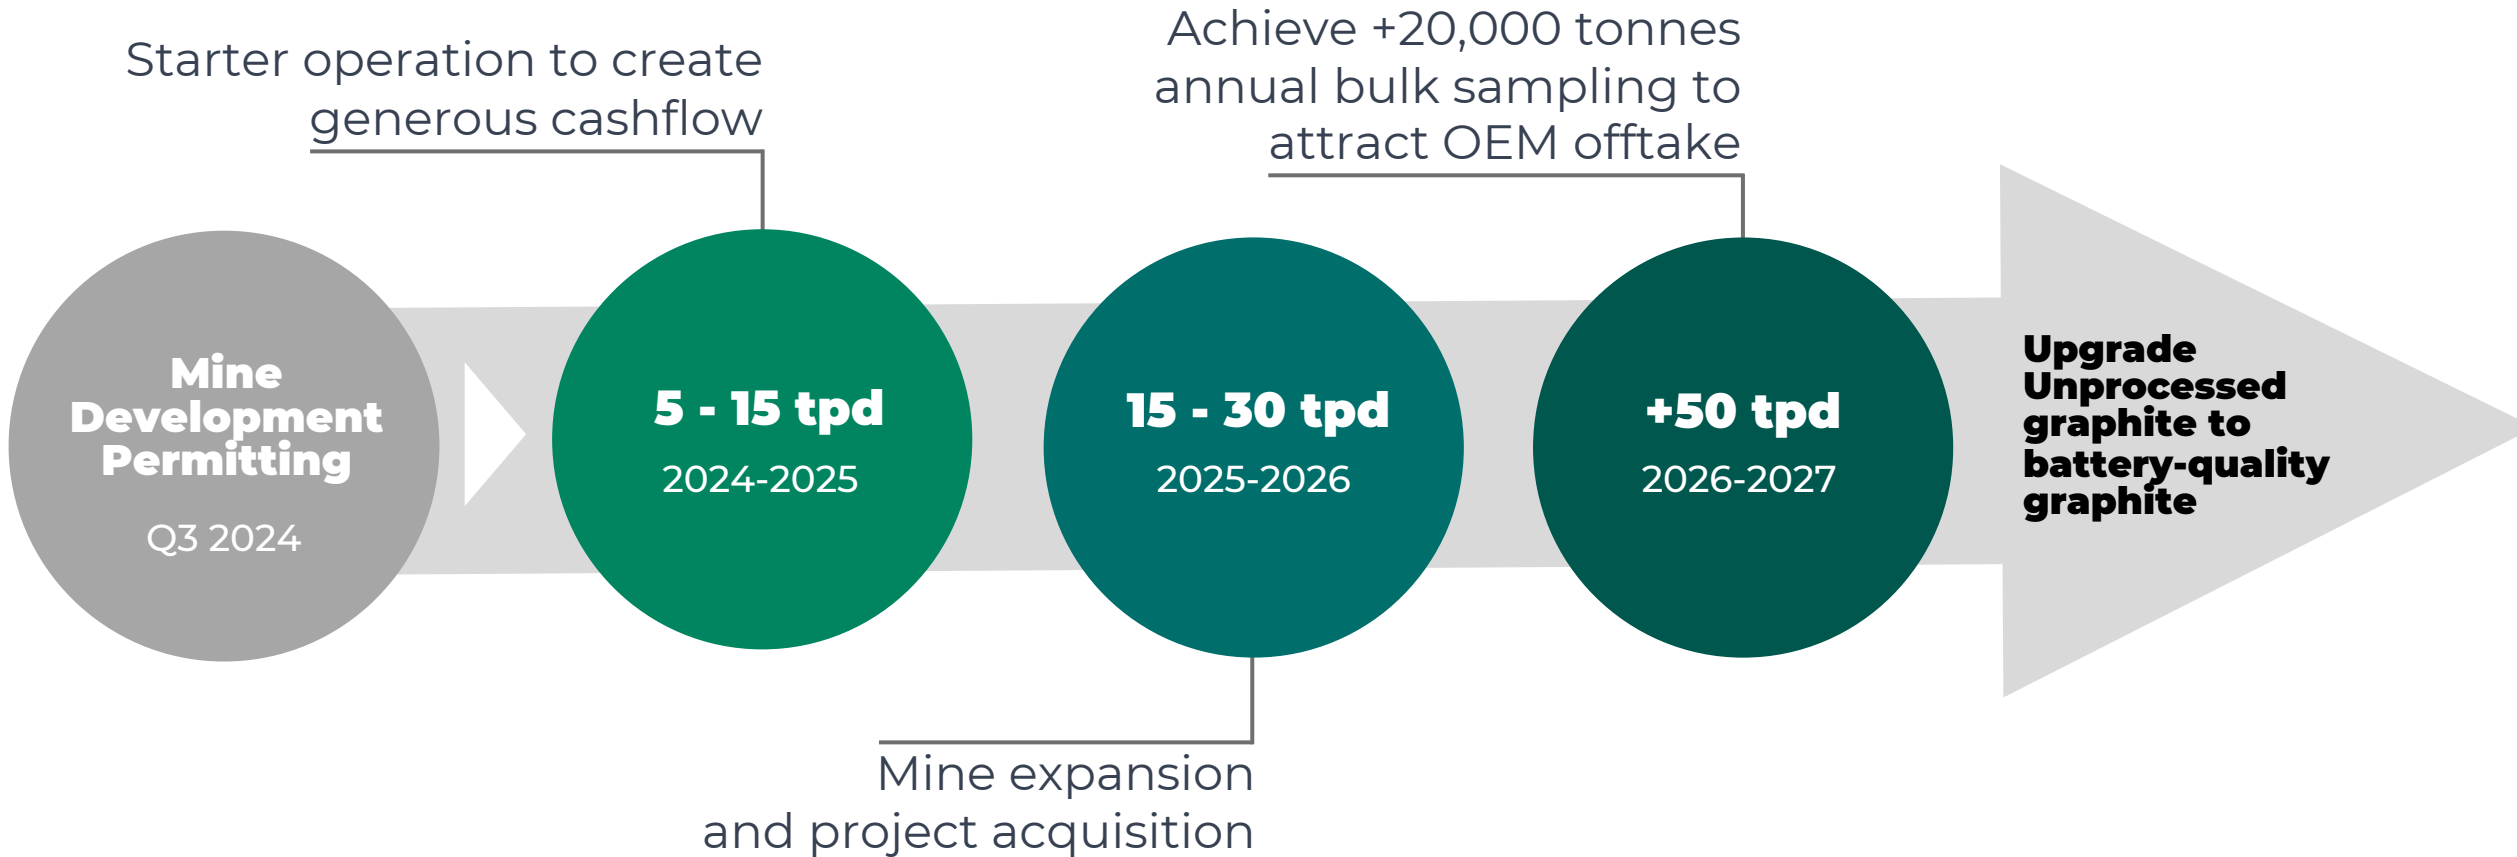 Starter operation to create
generous cashflow
Achieve +20,000 tonnes
annual bulk sampling to
attract OEM offtake
Mine
Development
Permitting
Q3 2024
5 - 15 tpd
2024-2025
15 - 30 tpd
2025-2026
+50 tpd
2026-2027
Upgrade
Unprocessed
graphite to
battery-quality
graphite
Mine expansion
and project acquisition